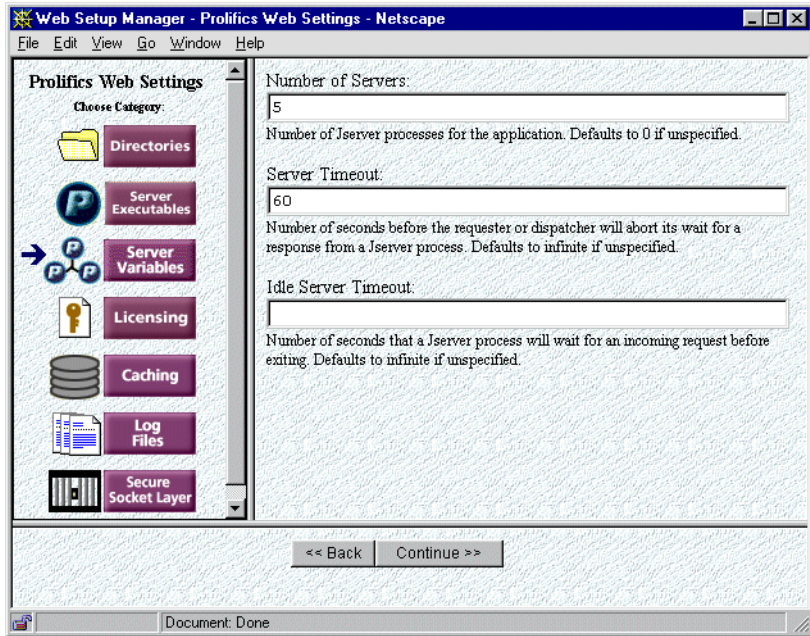 Web Setup Manager - Prolifics Web Settings - Netscape
File Edit View Go Window Help
Prolifics Web Settings
Choose Category:
Directories
Server
Executables
Server
Variables
Licensing
Caching
Log
Files
Secure
Socket Layer
Number of Servers:
5
Number of Jserver processes for the application. Defaults to 0 if unspecified.
Server Timeout:
60
Number of seconds before the requester or dispatcher will abort its wait for a
response from a Jserver process. Defaults to infinite if unspecified.
Idle Server Timeout:
Number of seconds that a Jserver process will wait for an incoming request before
exiting. Defaults to infinite if unspecified.
<< Back Continue >>
Document: Done